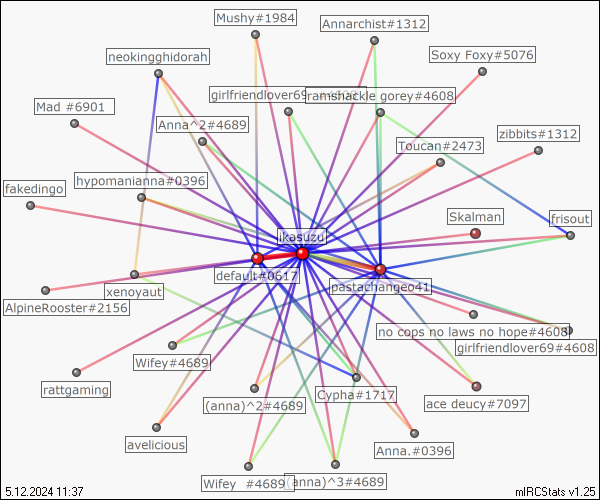 Mushy#1984
Annarchist#1312
neokingghidorah
Soxy Foxy#5076
girlfriendlover69
ramshackle gorey#4608
Mad #6901
Anna^2#4689
zibbits#1312
Toucan#2473
hypomanianna#0396
fakedingo
Skalman
frisout
ikasuzu
default#0617
pastachangeo41
xenoyaut
AlpineRooster#2156
no cops no laws no hope#4608
girlfriendlover69#4608
Wifey#4689
rattgaming
Cypha#1717
(anna)^2#4689
ace deucy#7097
avelicious
Anna.#0396
Wifey #4689
(anna)^3#4689
5.12.2024 11:37
mIRCStats v1.25